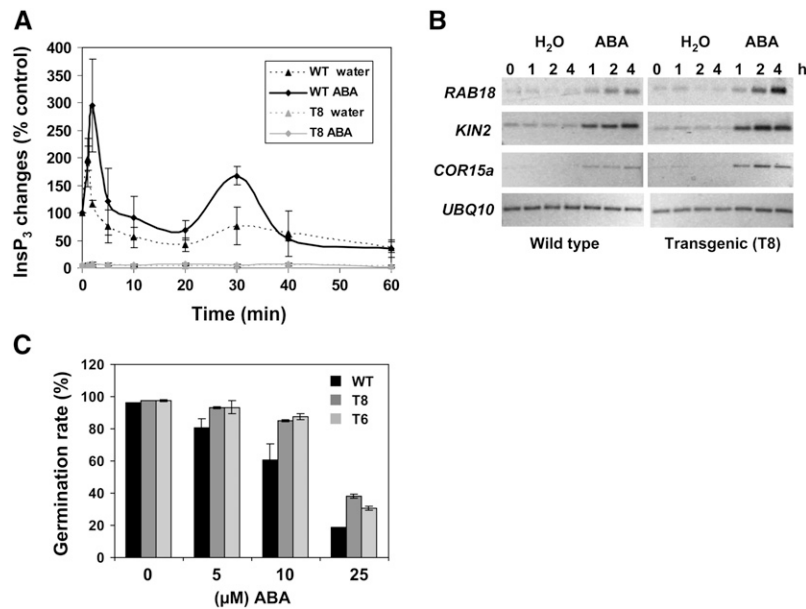 A
InsP3 changes (% control)
400
350
300
250
200
150
100
50
0
0 10 20 30 40 50 60
Time (min)
WT water
WT ABA
T8 water
T8 ABA
B
H2O ABA H2O ABA
0 1 2 4 1 2 4 0 1 2 4 1 2 4 h
RAB18
KIN2
COR15a
UBQ10
Wild type Transgenic (T8)
C
Germination rate (%)
120
100
80
60
40
20
0
WT
T8
T6
0 5 10 25
(µM) ABA